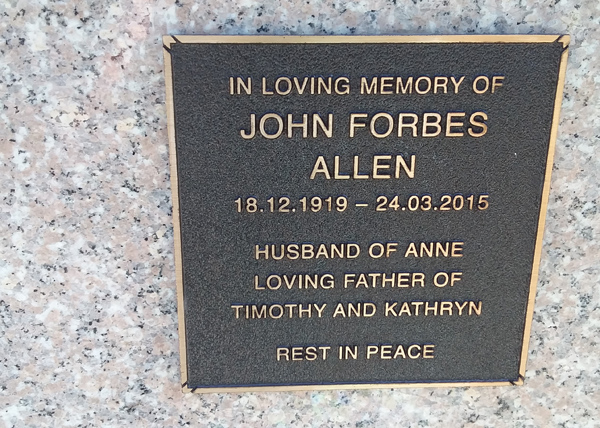 IN LOVING MEMORY OF
JOHN FORBES
ALLEN
18.12.1919 – 24.03.2015
HUSBAND OF ANNE
LOVING FATHER OF
TIMOTHY AND KATHRYN
REST IN PEACE